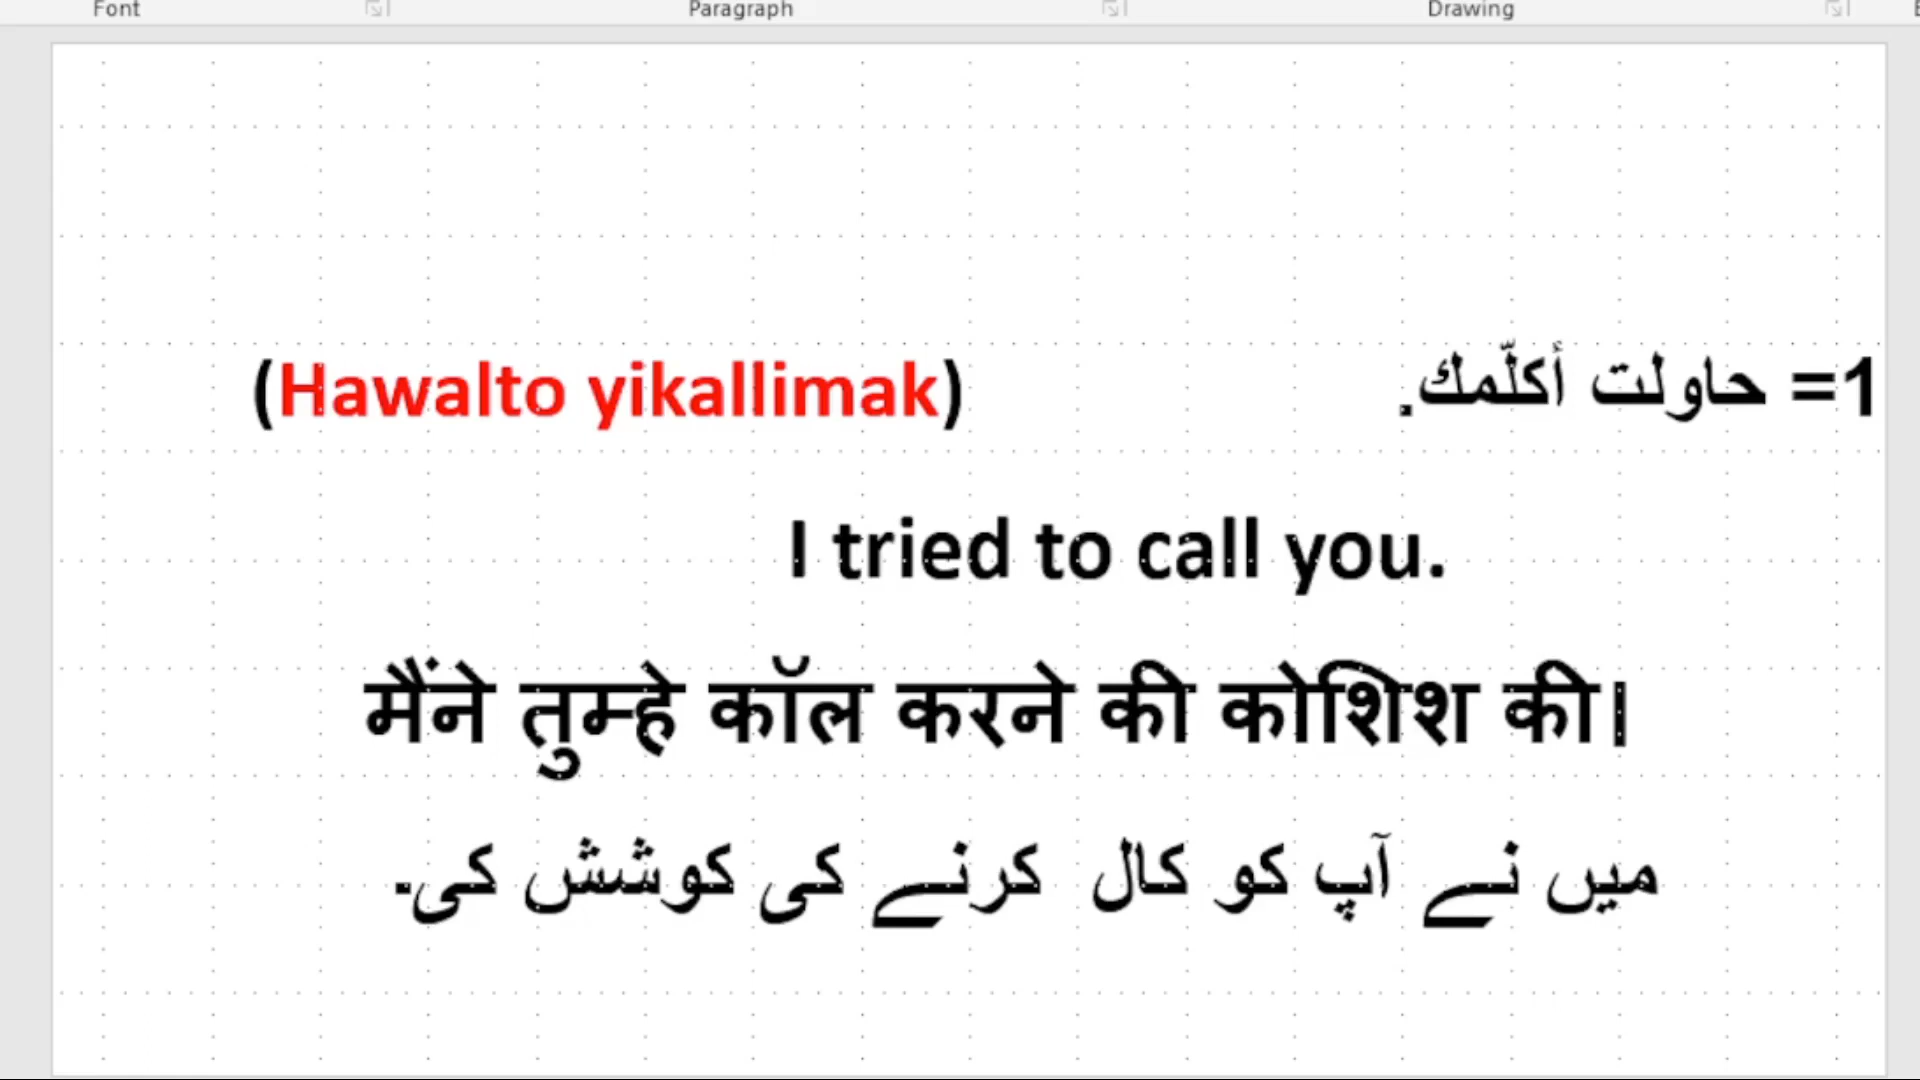 Font Paragraph Drawing
(Hawalto yikallimak) 1= حاولت أكلّمك.
I tried to call you.
मैंने तुम्हे कॉल करने की कोशिश की।
میں نے آپ کو کال کرنے کی کوشش کی۔